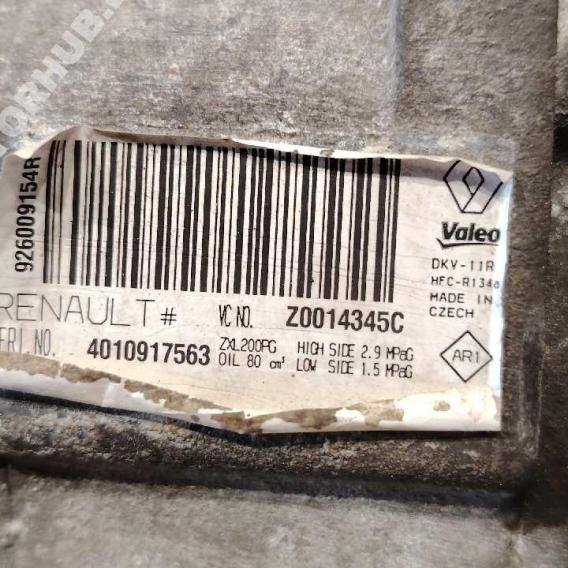 926009154R
Valeo
DKV-11R
HFC-R134a
MADE IN
CZECH
RENAULT #
VC NO. Z0014345C
SERI NO. 4010917563
ZXL200PG HIGH SIDE 2.9 MPaG
OIL 80 cm³ LOW SIDE 1.5 MPaG
AR1